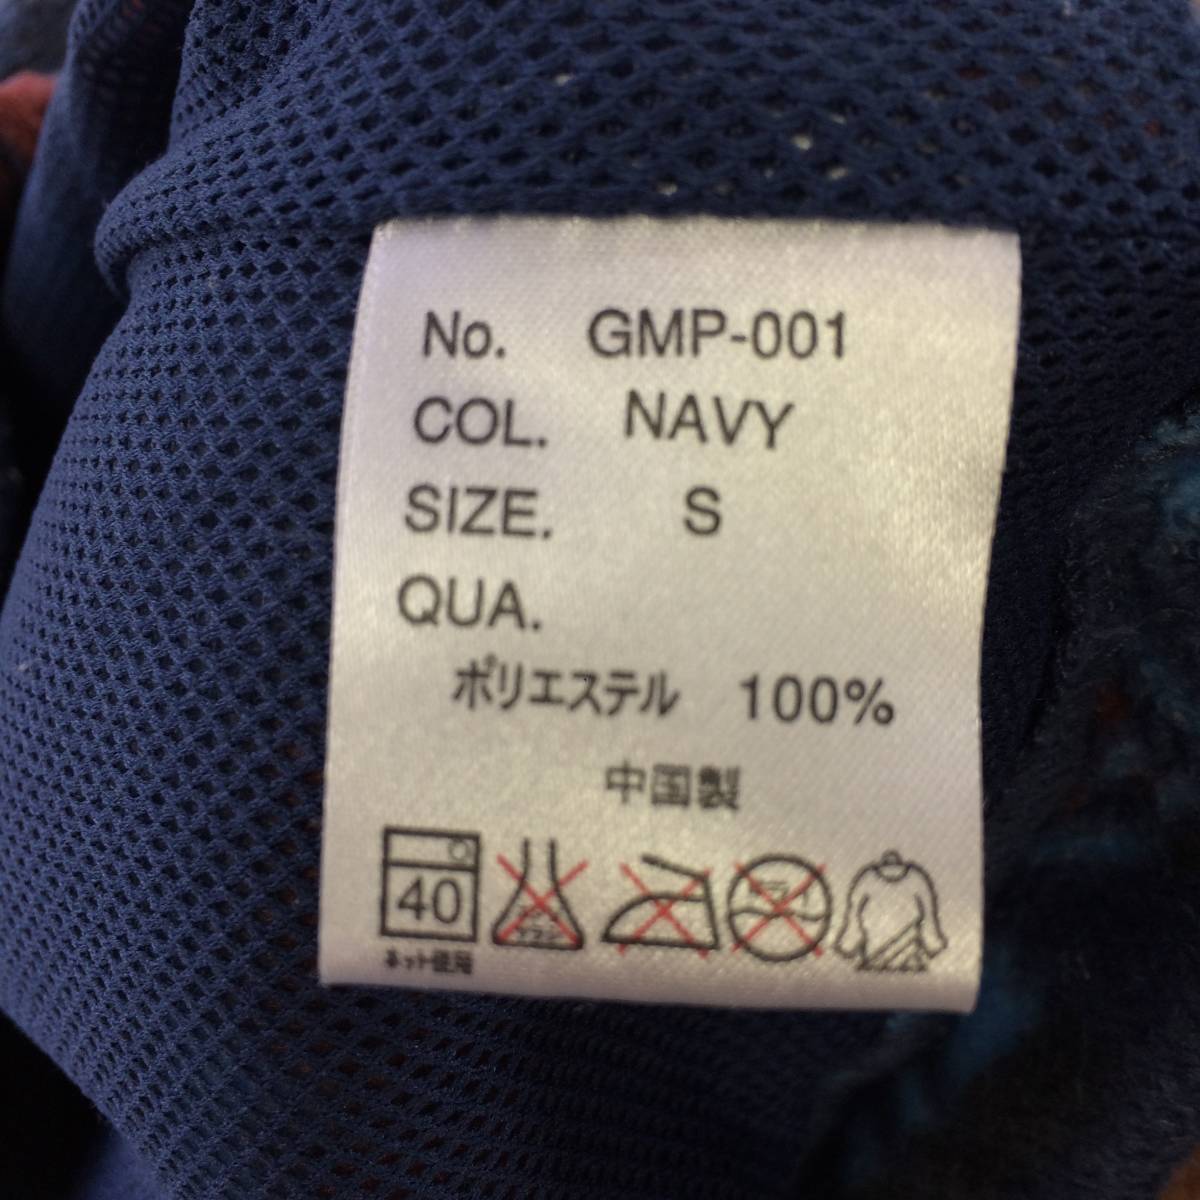 No. GMP-001
COL. NAVY
SIZE. S
QUA.
ポリエステル 100%
中国製
40
ネット使用